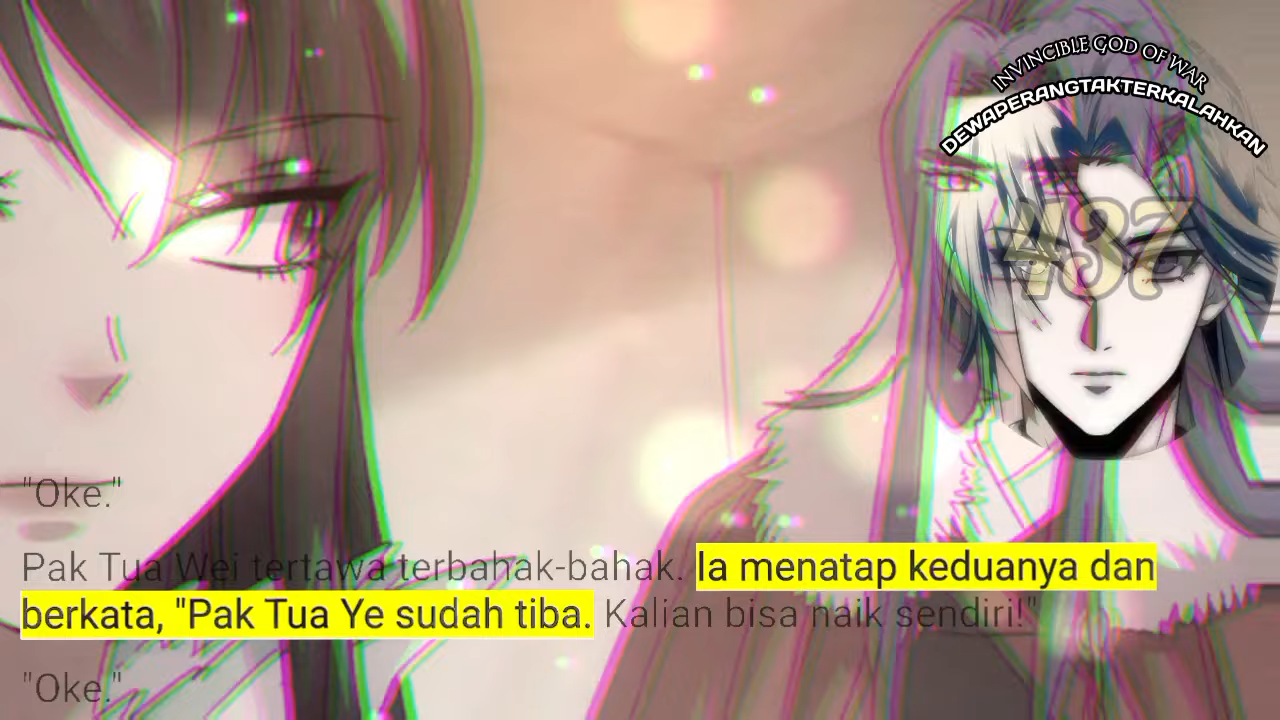 INVINCIBLE GOD OF WAR
DEWAPERANGTAKTERKALAHKAN
437
"Oke."
Pak Tua Wei tertawa terbahak-bahak. Ia menatap keduanya dan
berkata, "Pak Tua Ye sudah tiba. Kalian bisa naik sendiri!"
"Oke."